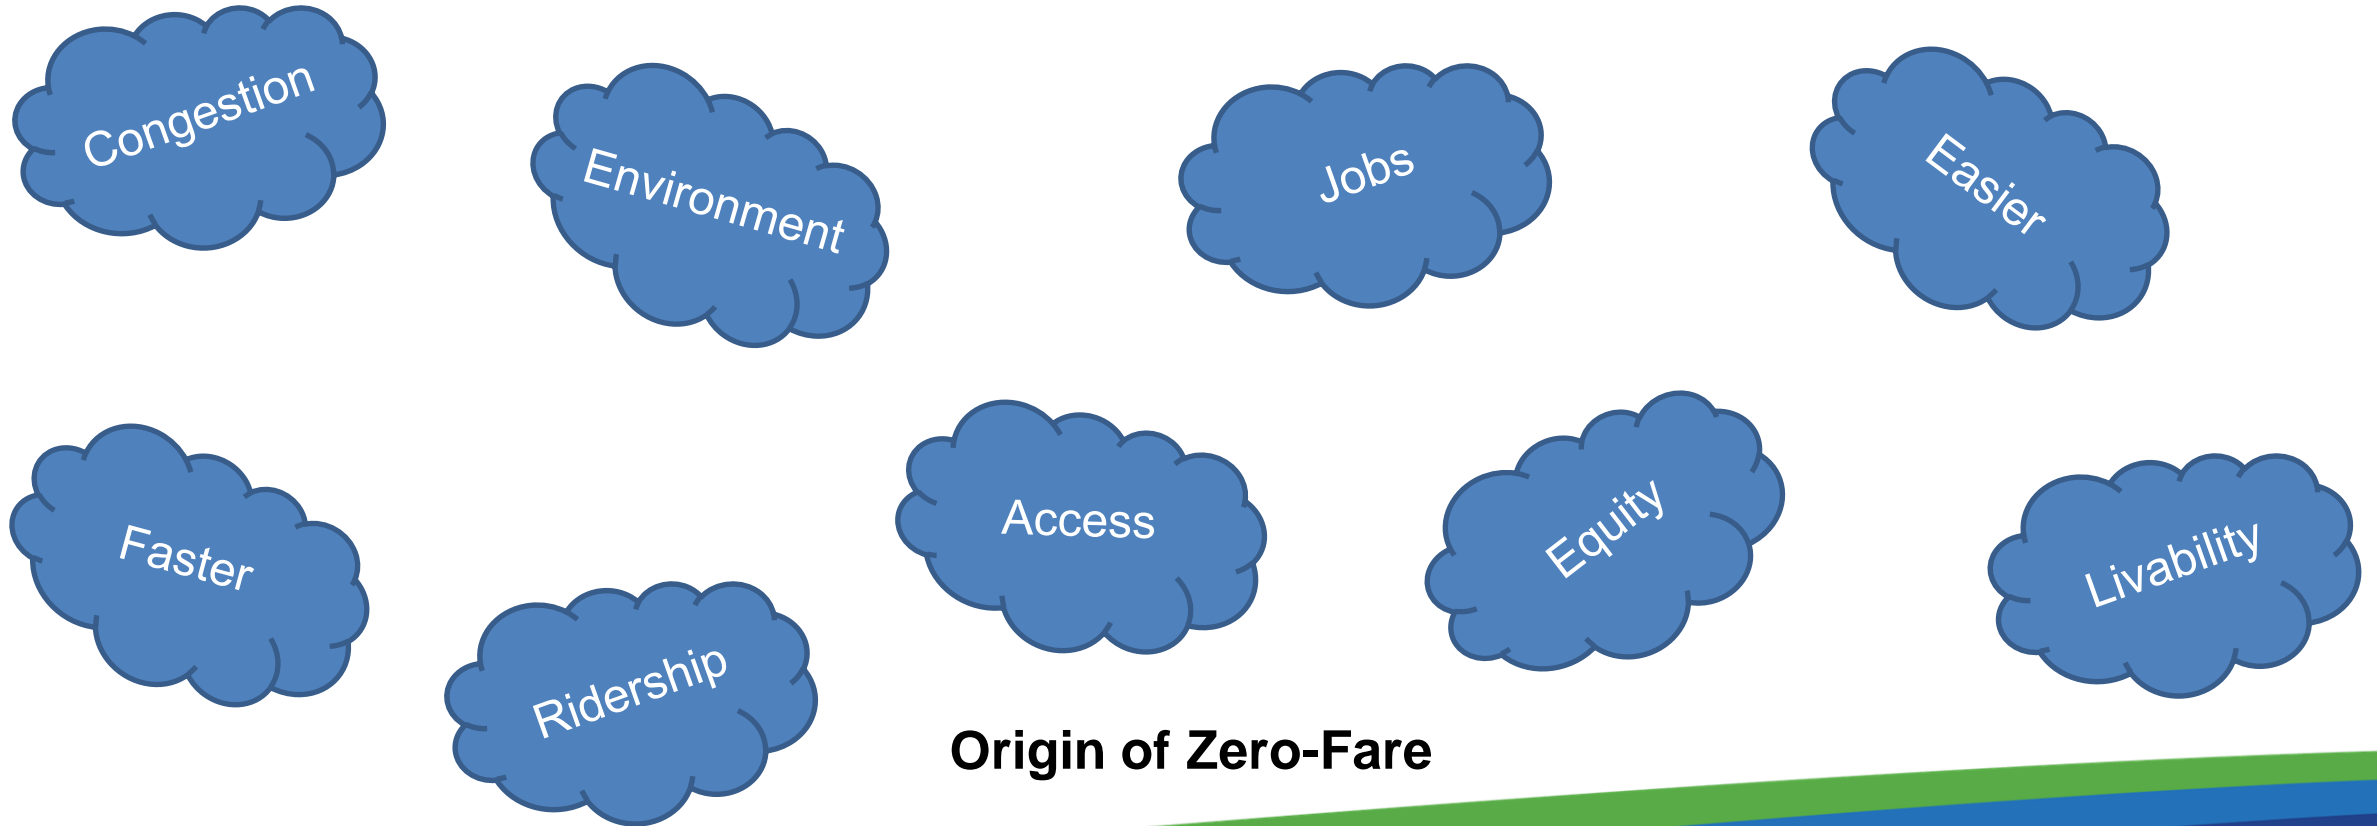 Congestion
Environment
Jobs
Easier
Faster
Ridership
Access
Equity
Livability
Origin of Zero-Fare